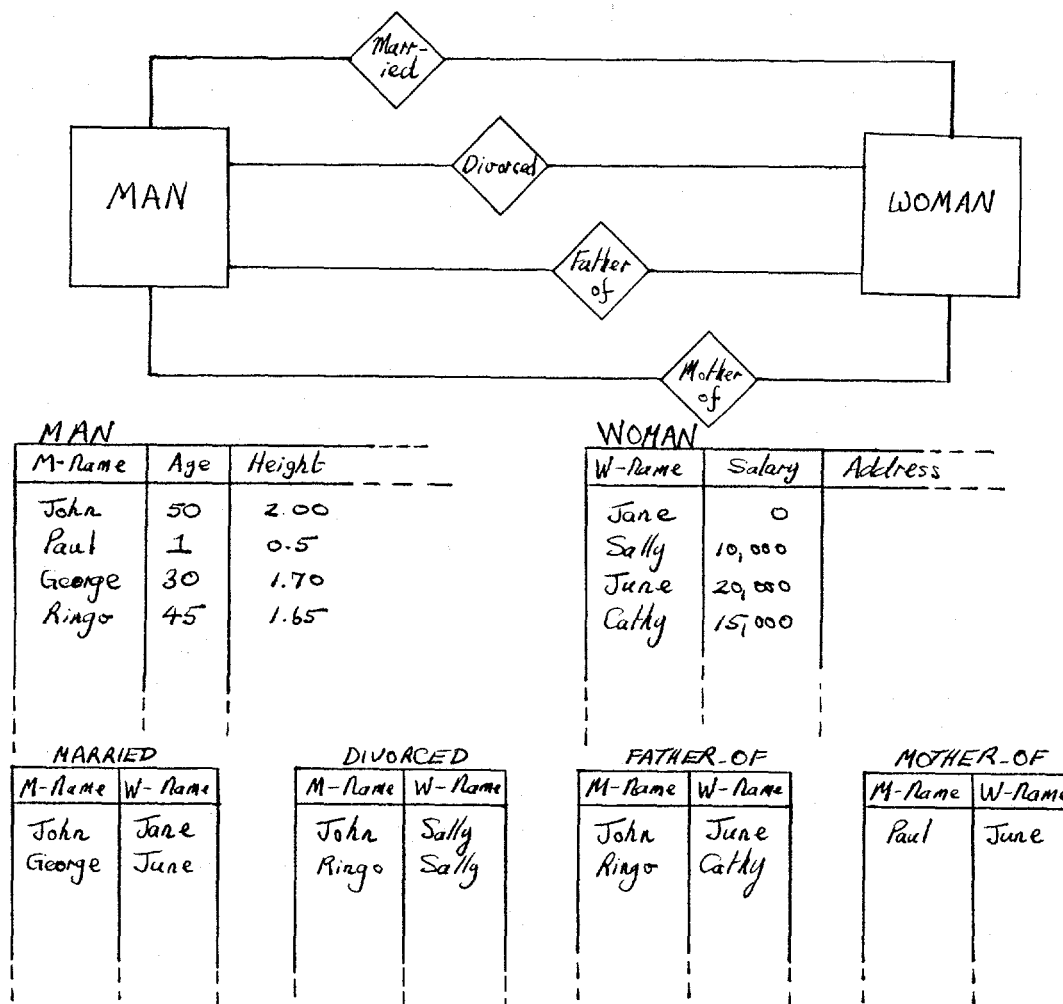 Marr-
ied
Divorced
MAN
WOMAN
Father
of
Mother
of
MAN
M-Name Age Height
John 50 2.00
Paul 1 0.5
George 30 1.70
Ringo 45 1.65
WOMAN
W-Name Salary Address
Jane 0
Sally 10,000
June 20,000
Cathy 15,000
MARRIED
M-Name W-Name
John Jane
George June
DIVORCED
M-Name W-Name
John Sally
Ringo Sally
FATHER-OF
M-Name W-Name
John June
Ringo Cathy
MOTHER-OF
M-Name W-Name
Paul June